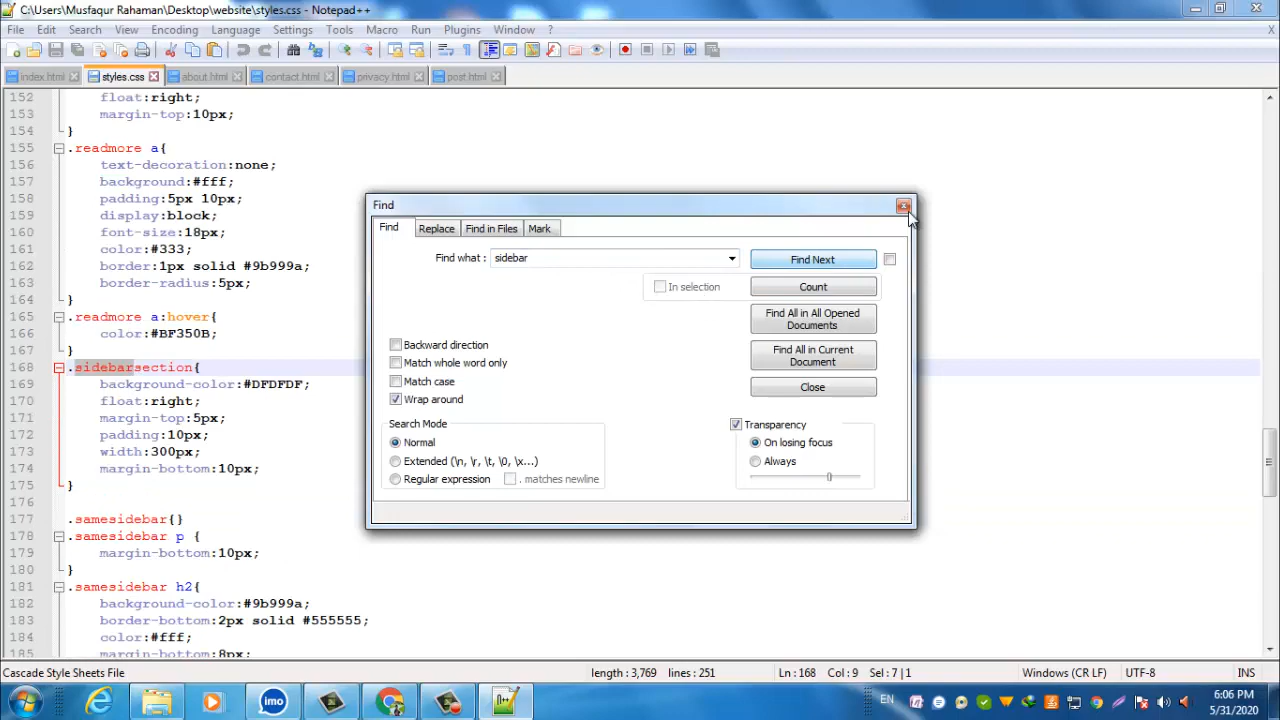 C:\Users\Musfaqur Rahaman\Desktop\website\styles.css - Notepad++
File Edit Search View Encoding Language Settings Tools Macro Run Plugins Window ? X
index.html styles.css about.html contact.html privacy.html post.html
152 float:right;
153 margin-top:10px;
154 }
155 .readmore a{
156 text-decoration:none;
157 background:#fff;
158 padding:5px 10px;
159 display:block;
160 font-size:18px;
161 color:#333;
162 border:1px solid #9b999a;
163 border-radius:5px;
164 }
165 .readmore a:hover{
166 color:#BF350B;
167 }
168 .sidebarsection{
169 background-color:#DFDFDF;
170 float:right;
171 margin-top:5px;
172 padding:10px;
173 width:300px;
174 margin-bottom:10px;
175 }
176
177 .samesidebar{}
178 .samesidebar p {
179 margin-bottom:10px;
180 }
181 .samesidebar h2{
182 background-color:#9b999a;
183 border-bottom:2px solid #555555;
184 color:#fff;
185 margin-bottom:8px;
Find
Find Replace Find in Files Mark
Find what : sidebar Find Next
In selection Count
Find All in All Opened
Documents
Find All in Current
Document
Close
Backward direction
Match whole word only
Match case
Wrap around
Search Mode
Normal
Extended (\n, \r, \t, \0, \x...)
Regular expression . matches newline
Transparency
On losing focus
Always
Cascade Style Sheets File length : 3,769 lines : 251 Ln : 168 Col : 9 Sel : 7 | 1 Windows (CR LF) UTF-8 INS
imo EN 6:06 PM
5/31/2020